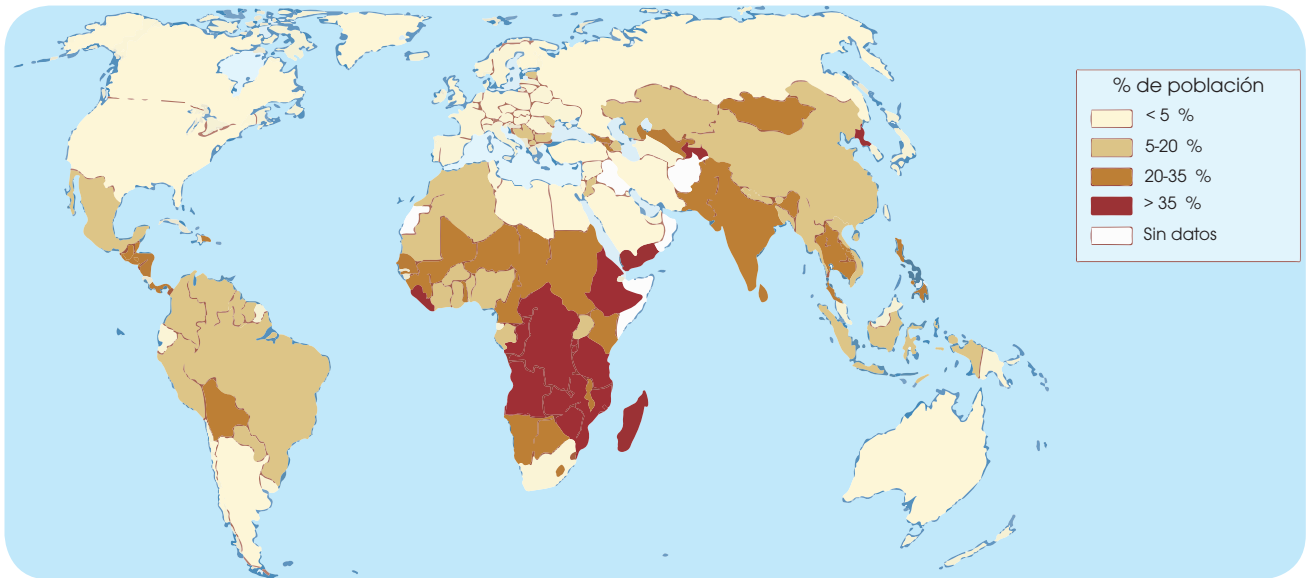 % de población
< 5 %
5-20 %
20-35 %
> 35 %
Sin datos